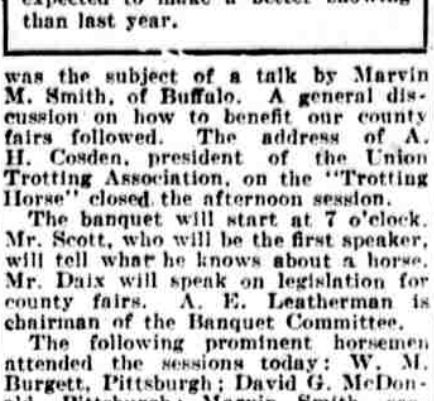 expected to make a better showing
than last year.
was the subject of a talk by Marvin
M. Smith, of Buffalo. A general dis-
cussion on how to benefit our county
fairs followed. The address of A.
H. Cosden, president of the Union
Trotting Association, on the "Trotting
Horse" closed the afternoon session.
The banquet will start at 7 o'clock.
Mr. Scott, who will be the first speaker,
will tell what he knows about a horse.
Mr. Daix will speak on legislation for
county fairs. A. E. Leatherman is
chairman of the Banquet Committee.
The following prominent horsemen
attended the sessions today: W. M.
Burgett, Pittsburgh; David G. McDon-
ald, Pittsburgh; Marvin Smith,